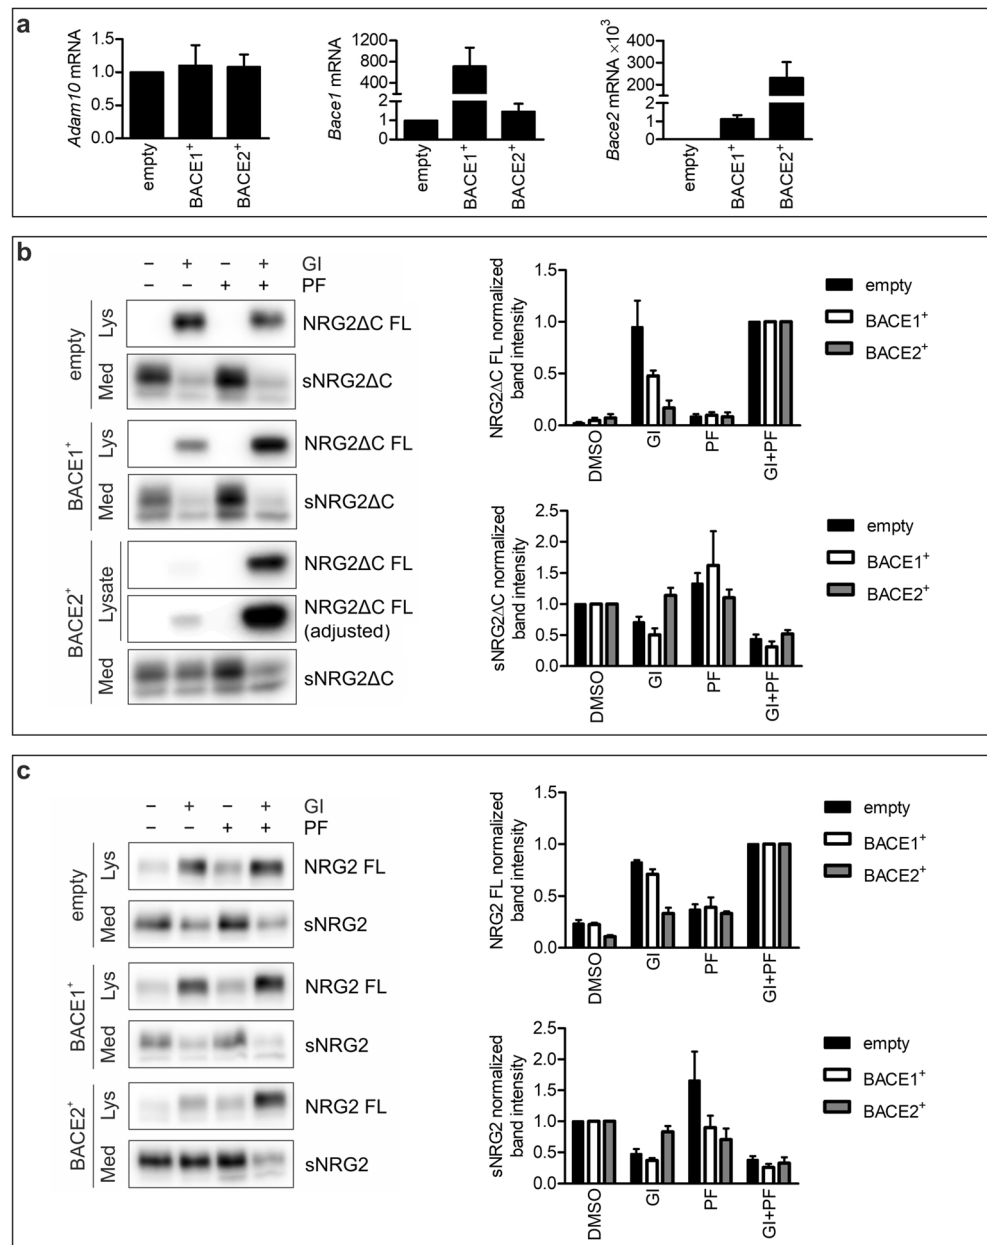 a
Adam10 mRNA
1.5
1.0
0.5
0.0
empty
BACE1+
BACE2+
Bace1 mRNA
1200
800
400
2
1
0
empty
BACE1+
BACE2+
Bace2 mRNA ×10³
400
300
200
100
2
1
0
empty
BACE1+
BACE2+
b
– + – + GI
– – + + PF
empty
Lys
NRG2ΔC FL
Med
sNRG2ΔC
BACE1+
Lys
NRG2ΔC FL
Med
sNRG2ΔC
BACE2+
Lysate
NRG2ΔC FL
NRG2ΔC FL
(adjusted)
Med
sNRG2ΔC
NRG2ΔC FL normalized
band intensity
1.5
1.0
0.5
0.0
DMSO
GI
PF
GI+PF
empty
BACE1+
BACE2+
sNRG2ΔC normalized
band intensity
2.5
2.0
1.5
1.0
0.5
0.0
DMSO
GI
PF
GI+PF
empty
BACE1+
BACE2+
c
– + – + GI
– – + + PF
empty
Lys
NRG2 FL
Med
sNRG2
BACE1+
Lys
NRG2 FL
Med
sNRG2
BACE2+
Lys
NRG2 FL
Med
sNRG2
NRG2 FL normalized
band intensity
1.5
1.0
0.5
0.0
DMSO
GI
PF
GI+PF
empty
BACE1+
BACE2+
sNRG2 normalized
band intensity
2.5
2.0
1.5
1.0
0.5
0.0
DMSO
GI
PF
GI+PF
empty
BACE1+
BACE2+